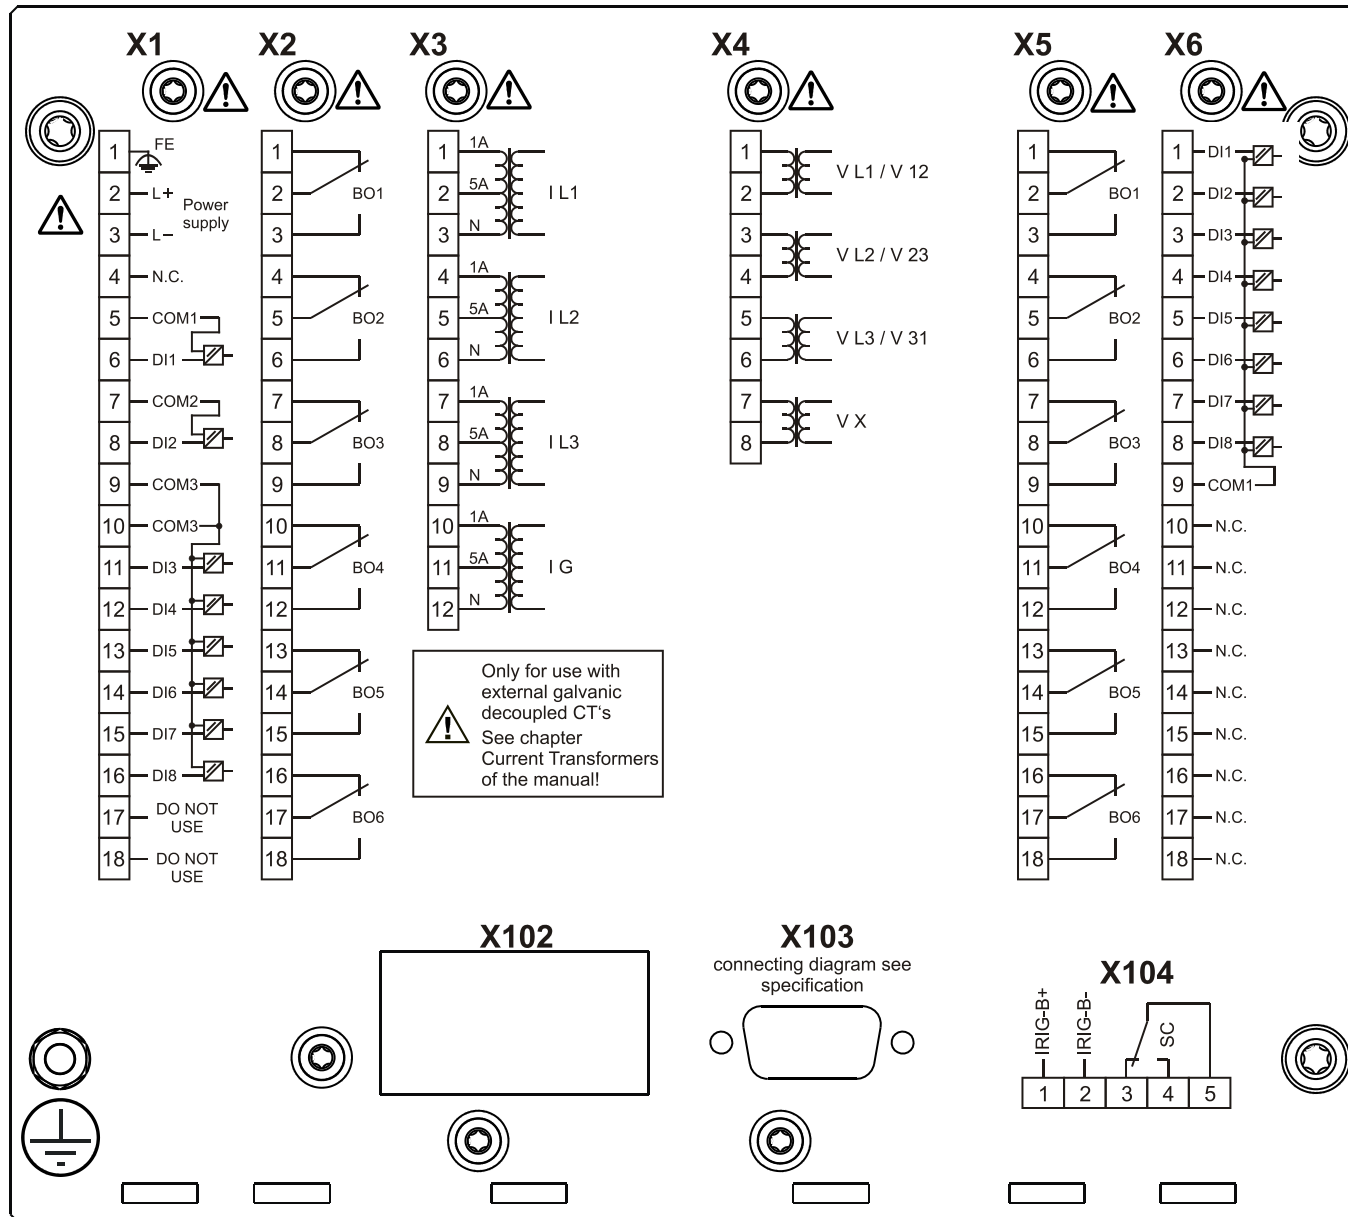 X1
X2
X3
X4
X5
X6
1 FE
2 L+
Power
supply
3 L–
4 N.C.
5 COM1
6 DI1
7 COM2
8 DI2
9 COM3
10 COM3
11 DI3
12 DI4
13 DI5
14 DI6
15 DI7
16 DI8
17 DO NOT
USE
18 DO NOT
USE
1
2 BO1
3
4
5 BO2
6
7
8 BO3
9
10
11 BO4
12
13
14 BO5
15
16
17 BO6
18
1 1A
2 5A I L1
3 N
4 1A
5 5A I L2
6 N
7 1A
8 5A I L3
9 N
10 1A
11 5A I G
12 N
Only for use with
external galvanic
decoupled CT‘s
See chapter
Current Transformers
of the manual!
1
V L1 / V 12
2
3
V L2 / V 23
4
5
V L3 / V 31
6
7
V X
8
1
2 BO1
3
4
5 BO2
6
7
8 BO3
9
10
11 BO4
12
13
14 BO5
15
16
17 BO6
18
1 DI1
2 DI2
3 DI3
4 DI4
5 DI5
6 DI6
7 DI7
8 DI8
9 COM1
10 N.C.
11 N.C.
12 N.C.
13 N.C.
14 N.C.
15 N.C.
16 N.C.
17 N.C.
18 N.C.
X102
X103
connecting diagram see
specification
X104
IRIG-B+
IRIG-B-
SC
1 2 3 4 5